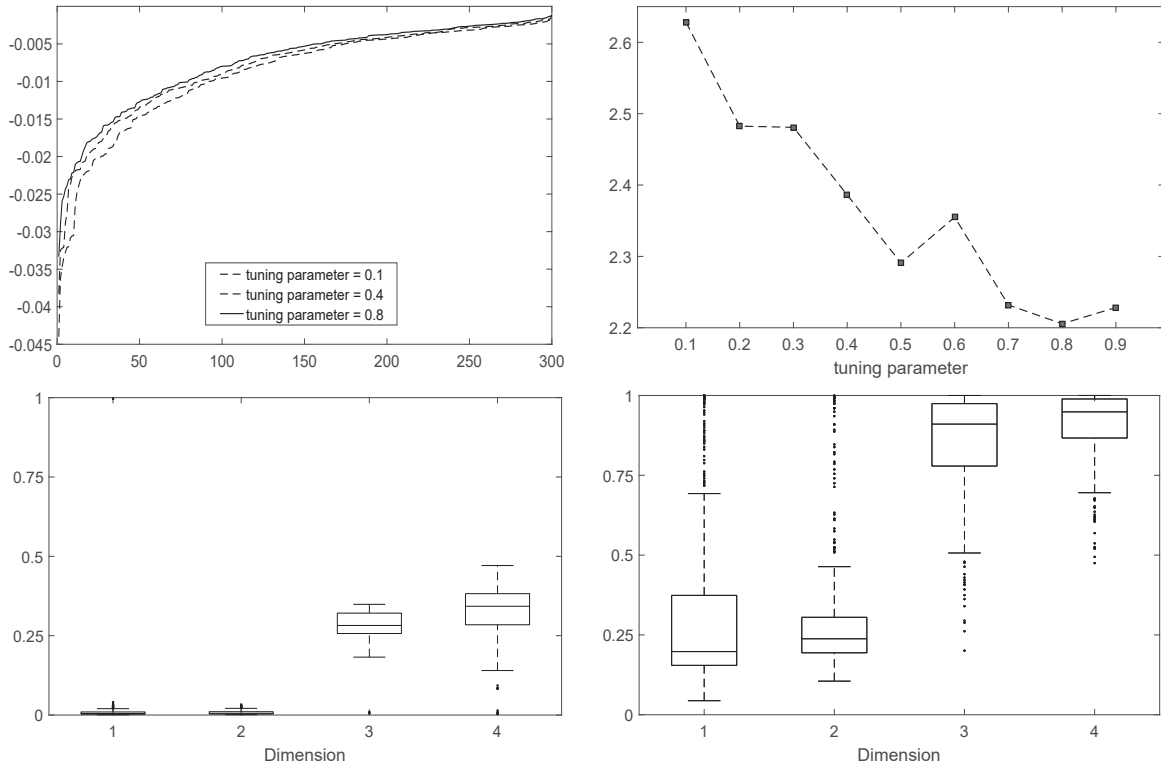 -0.005
-0.01
-0.015
-0.02
-0.025
-0.03
-0.035
-0.04
-0.045
0 50 100 150 200 250 300
tuning parameter = 0.1
tuning parameter = 0.4
tuning parameter = 0.8
2.6
2.5
2.4
2.3
2.2
0.1 0.2 0.3 0.4 0.5 0.6 0.7 0.8 0.9
tuning parameter
1
0.75
0.5
0.25
0
1 2 3 4
Dimension
1
0.75
0.5
0.25
0
1 2 3 4
Dimension